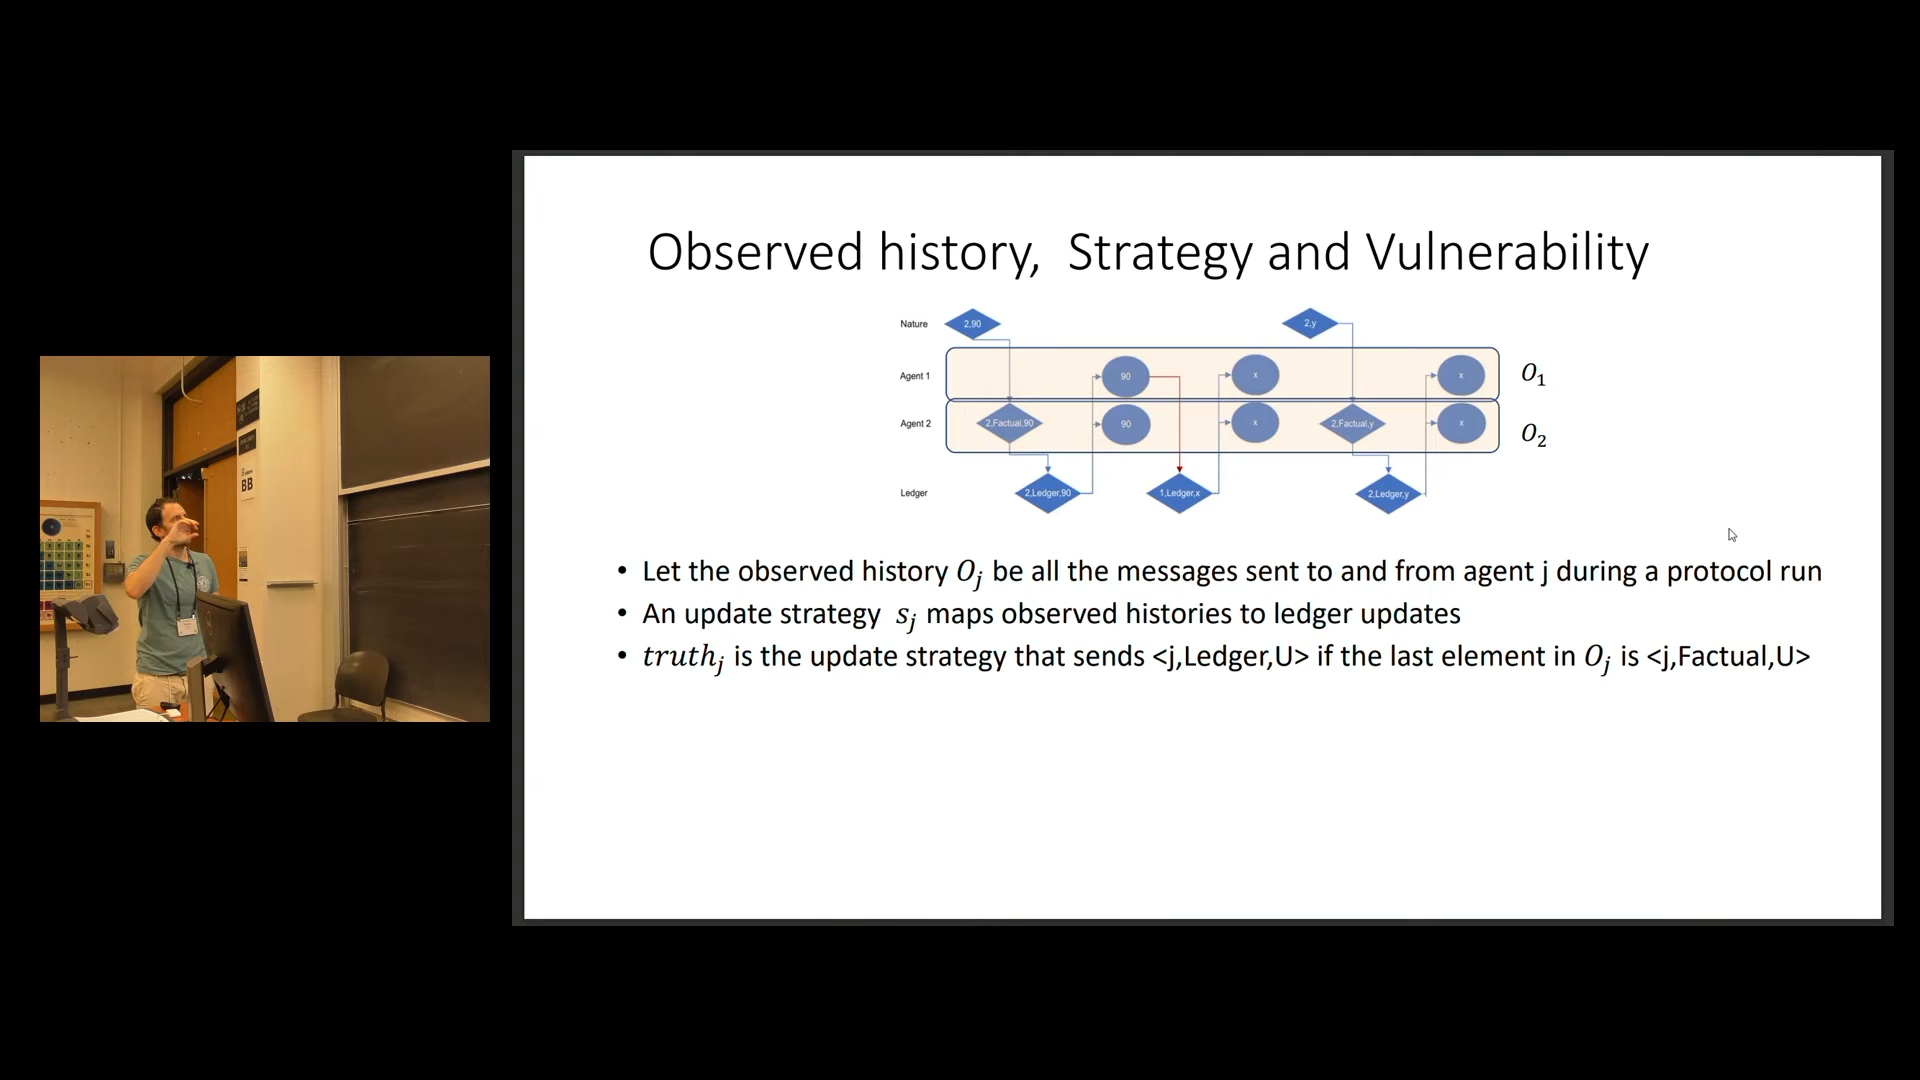 Observed history, Strategy and Vulnerability
Nature
2,90
2,y
Agent 1
90
x
x
O₁
Agent 2
2,Factual,90
90
x
2,Factual,y
x
O₂
Ledger
2,Ledger,90
1,Ledger,x
2,Ledger,y
• Let the observed history Oⱼ be all the messages sent to and from agent j during a protocol run
• An update strategy sⱼ maps observed histories to ledger updates
• truthⱼ is the update strategy that sends <j,Ledger,U> if the last element in Oⱼ is <j,Factual,U>
BB